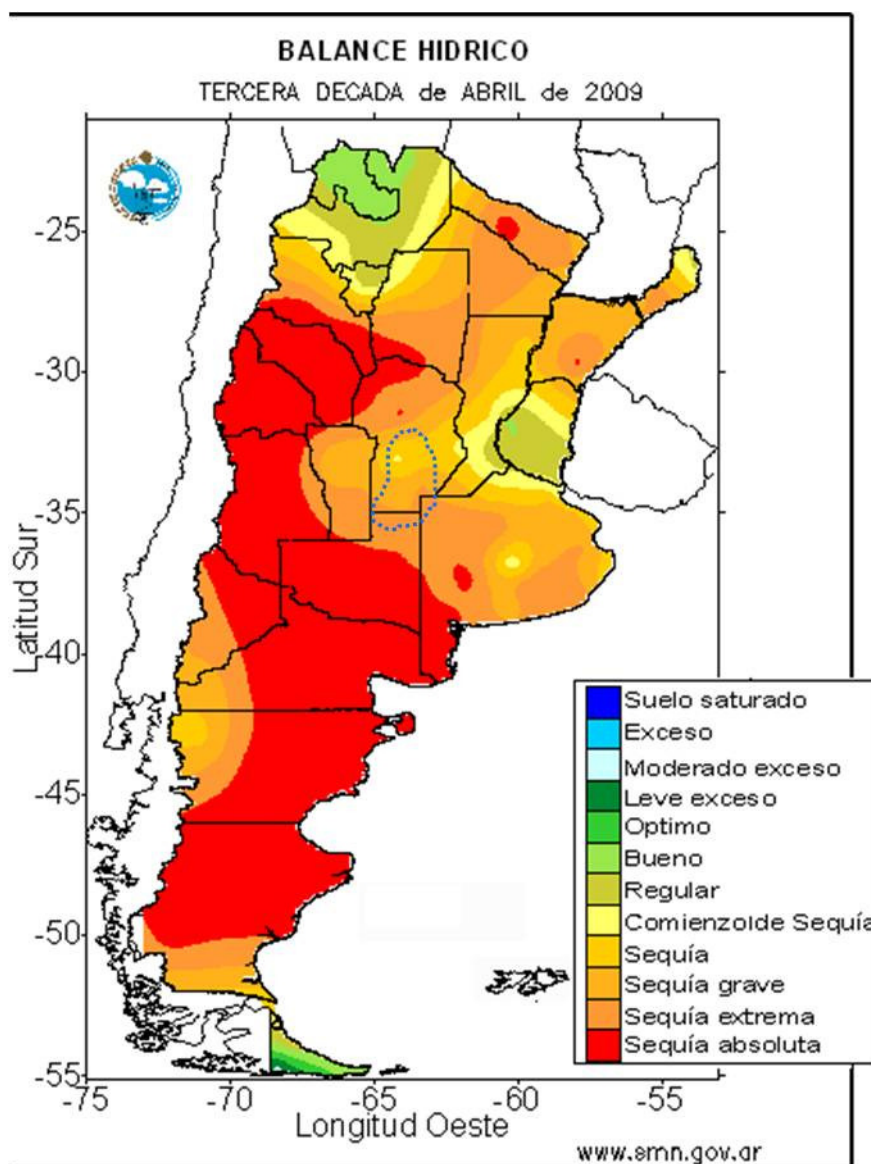 BALANCE HIDRICO
TERCERA DECADA de ABRIL de 2009
-25
-30
-35
-40
-45
-50
-55
Latitud Sur
-75
-70
-65
-60
-55
Longitud Oeste
Suelo saturado
Exceso
Moderado exceso
Leve exceso
Optimo
Bueno
Regular
Comienzo de Sequía
Sequía
Sequía grave
Sequía extrema
Sequía absoluta
www.smn.gov.ar